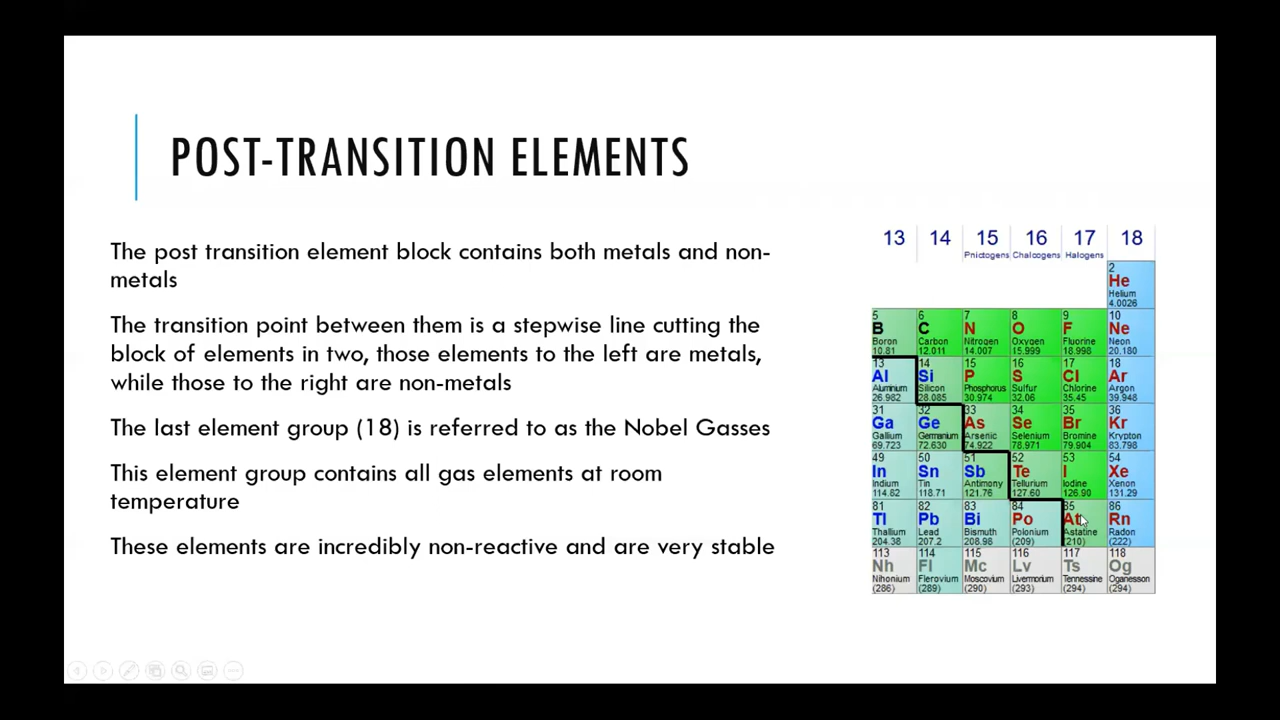 POST-TRANSITION ELEMENTS
The post transition element block contains both metals and non-
metals
The transition point between them is a stepwise line cutting the
block of elements in two, those elements to the left are metals,
while those to the right are non-metals
The last element group (18) is referred to as the Nobel Gasses
This element group contains all gas elements at room
temperature
These elements are incredibly non-reactive and are very stable
13 14 15 16 17 18
Pnictogens Chalcogens Halogens
2
He
Helium
4.0026
5 6 7 8 9 10
B C N O F Ne
Boron Carbon Nitrogen Oxygen Fluorine Neon
10.81 12.011 14.007 15.999 18.998 20.180
13 14 15 16 17 18
Al Si P S Cl Ar
Aluminium Silicon Phosphorus Sulfur Chlorine Argon
26.982 28.085 30.974 32.06 35.45 39.948
31 32 33 34 35 36
Ga Ge As Se Br Kr
Gallium Germanium Arsenic Selenium Bromine Krypton
69.723 72.630 74.922 78.971 79.904 83.798
49 50 51 52 53 54
In Sn Sb Te I Xe
Indium Tin Antimony Tellurium Iodine Xenon
114.82 118.71 121.76 127.60 126.90 131.29
81 82 83 84 85 86
Tl Pb Bi Po At Rn
Thallium Lead Bismuth Polonium Astatine Radon
204.38 207.2 208.98 (209) (210) (222)
113 114 115 116 117 118
Nh Fl Mc Lv Ts Og
Nihonium Flerovium Moscovium Livermorium Tennessine Oganesson
(286) (289) (290) (293) (294) (294)